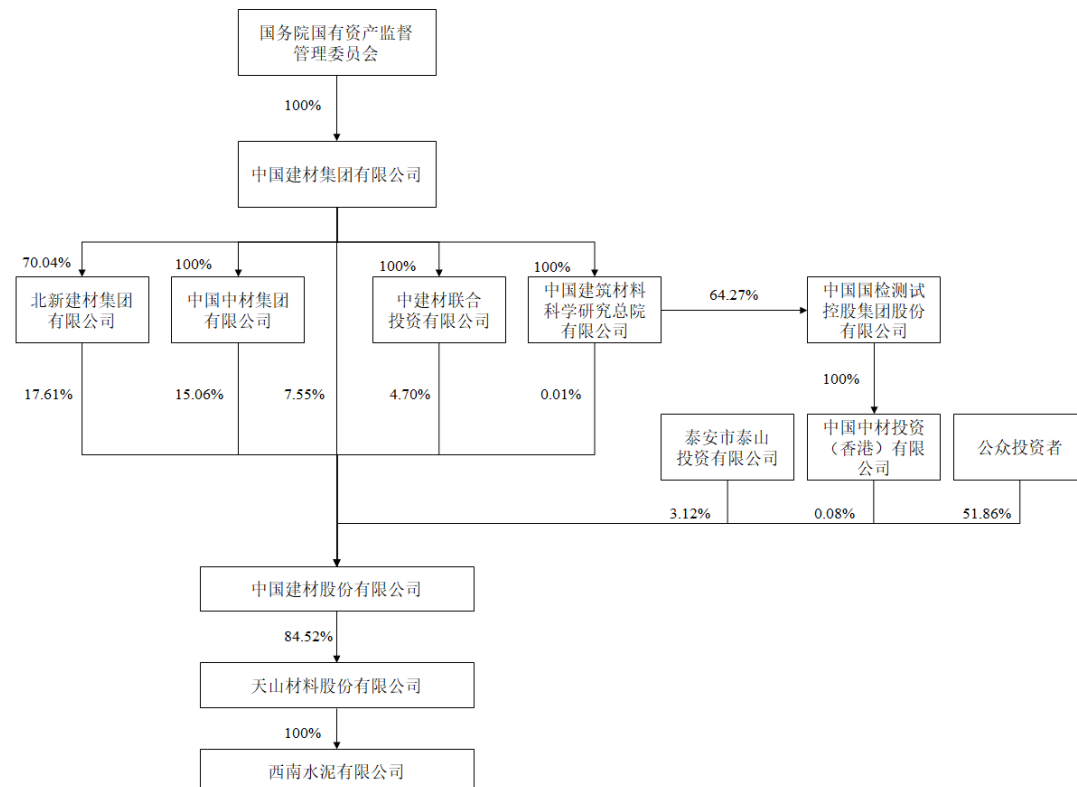 国务院国有资产监督
管理委员会
100%
中国建材集团有限公司
70.04%
100%
100%
100%
北新建材集团
有限公司
中国中材集团
有限公司
中建材联合
投资有限公司
中国建筑材料
科学研究总院
有限公司
64.27%
中国国检测试
控股集团股份
有限公司
17.61%
15.06%
7.55%
4.70%
0.01%
100%
泰安市泰山
投资有限公司
中国中材投资
（香港）有限
公司
公众投资者
3.12%
0.08%
51.86%
中国建材股份有限公司
84.52%
天山材料股份有限公司
100%
西南水泥有限公司